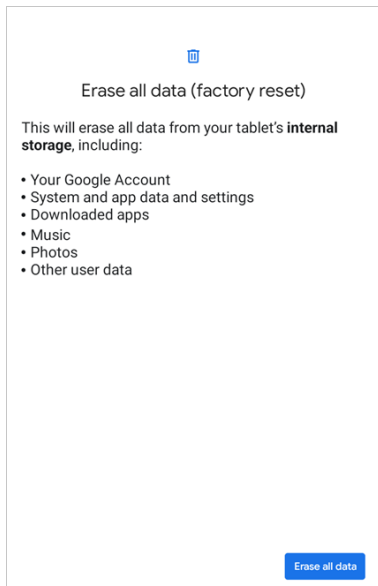 Erase all data (factory reset)
This will erase all data from your tablet's internal
storage, including:
• Your Google Account
• System and app data and settings
• Downloaded apps
• Music
• Photos
• Other user data
Erase all data